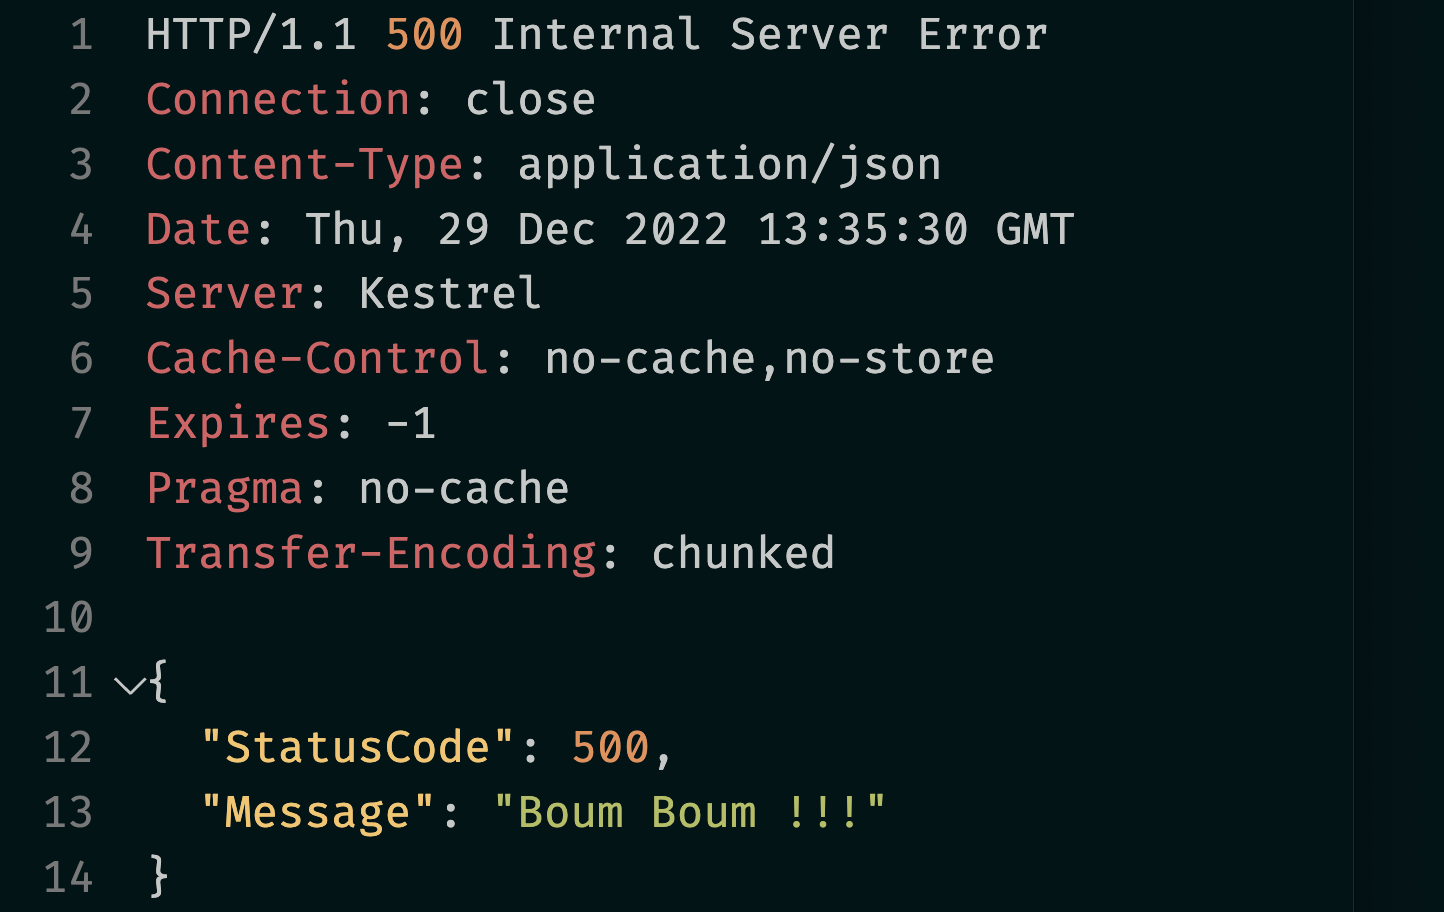 1 HTTP/1.1 500 Internal Server Error
2 Connection: close
3 Content-Type: application/json
4 Date: Thu, 29 Dec 2022 13:35:30 GMT
5 Server: Kestrel
6 Cache-Control: no-cache,no-store
7 Expires: -1
8 Pragma: no-cache
9 Transfer-Encoding: chunked
10
11 {
12   "StatusCode": 500,
13   "Message": "Boum Boum !!!"
14 }